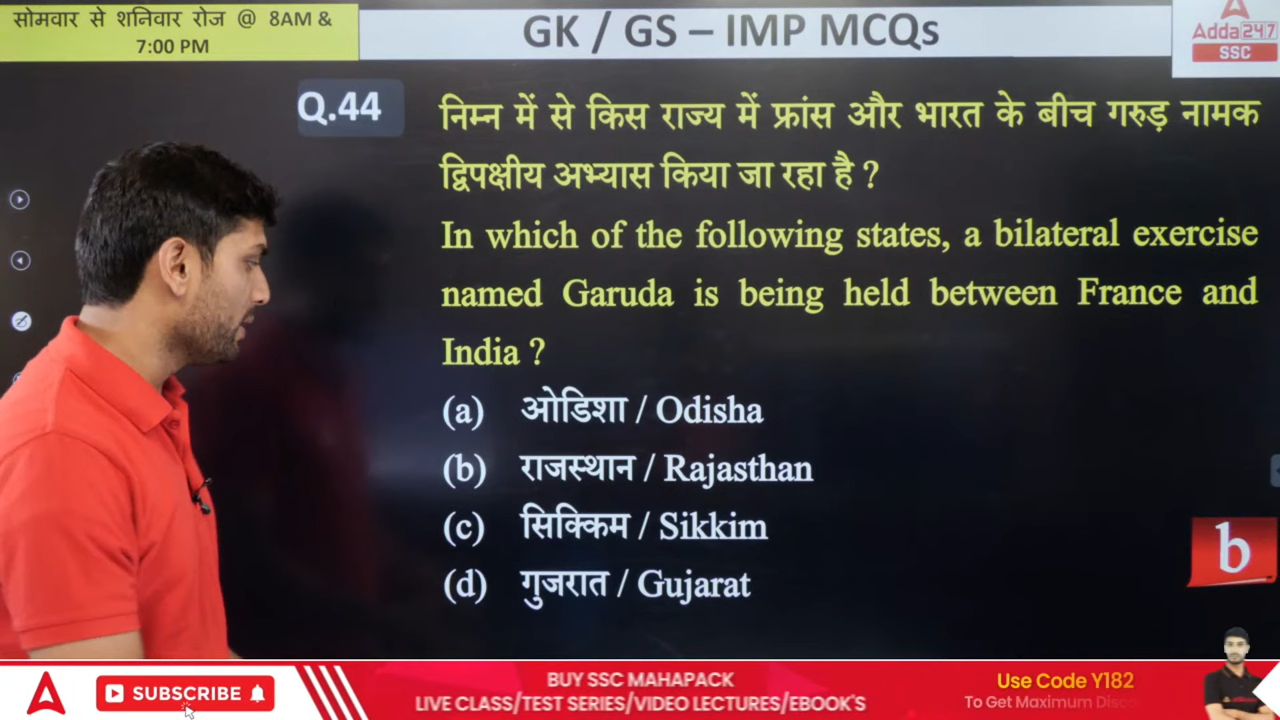 सोमवार से शनिवार रोज @ 8AM &
7:00 PM
GK / GS – IMP MCQs
Adda 247
SSC
Q.44
निम्न में से किस राज्य में फ्रांस और भारत के बीच गरुड़ नामक
द्विपक्षीय अभ्यास किया जा रहा है ?
In which of the following states, a bilateral exercise
named Garuda is being held between France and
India ?
(a) ओडिशा / Odisha
(b) राजस्थान / Rajasthan
(c) सिक्किम / Sikkim
(d) गुजरात / Gujarat
b
SUBSCRIBE
BUY SSC MAHAPACK
LIVE CLASS/TEST SERIES/VIDEO LECTURES/EBOOK'S
Use Code Y182
To Get Maximum